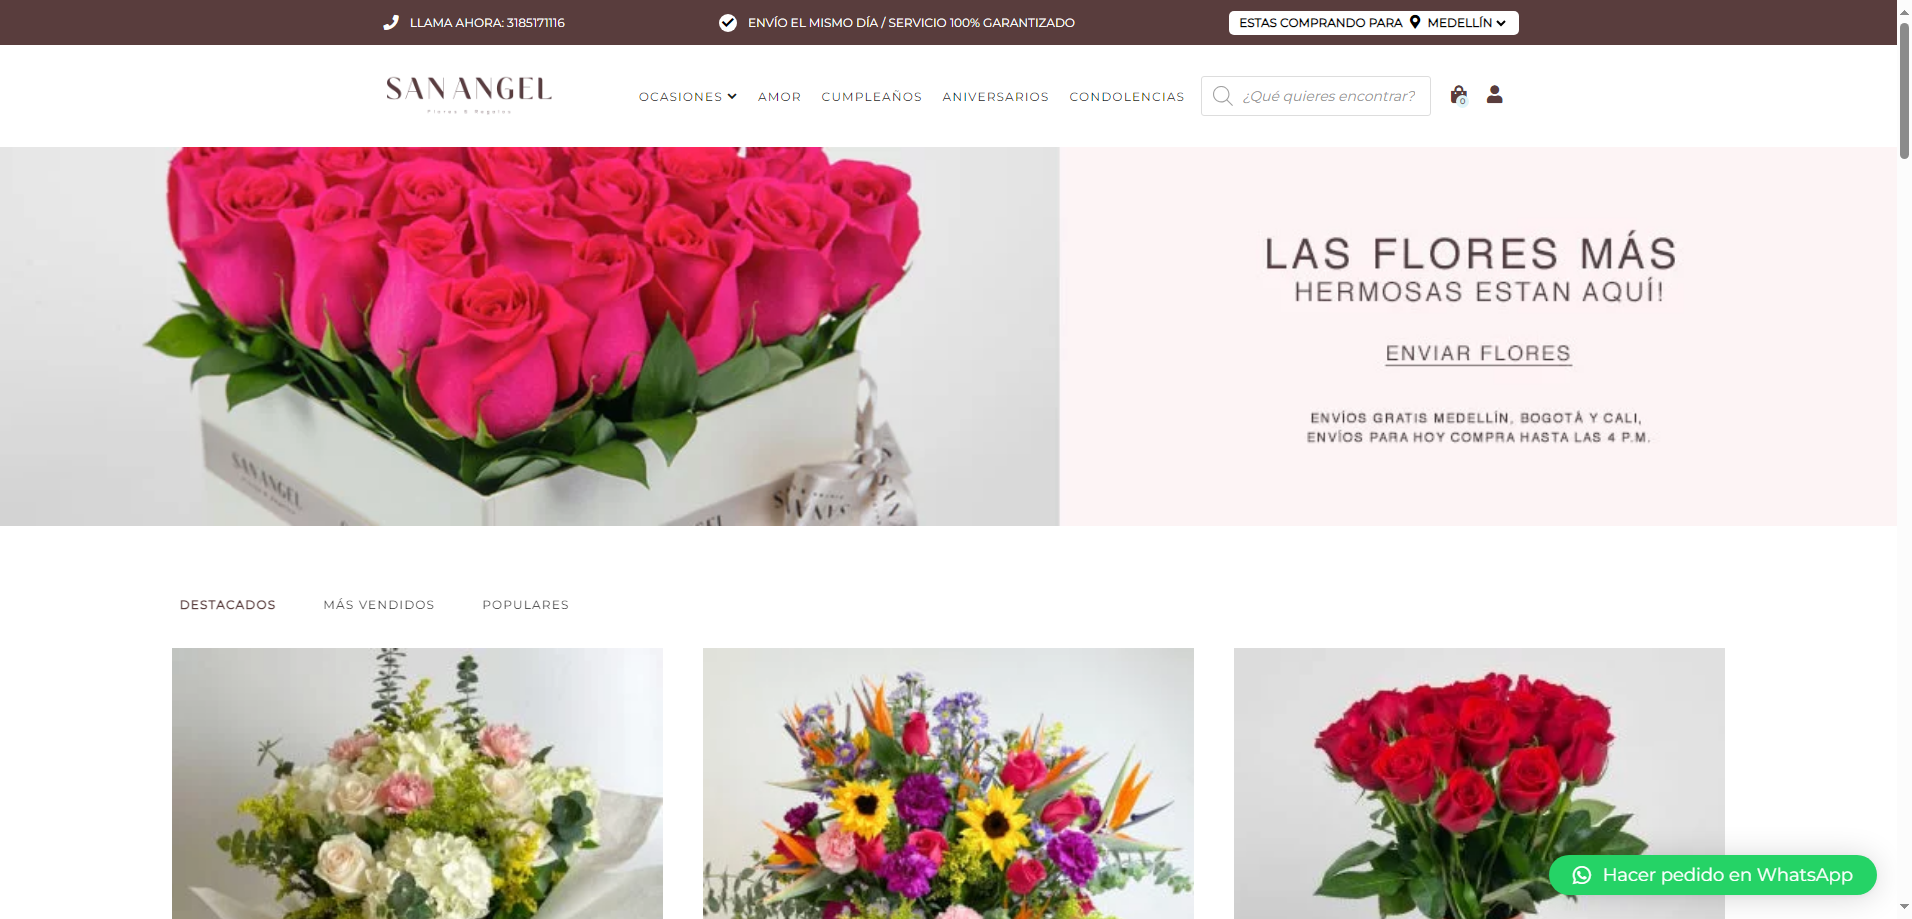 LLAMA AHORA: 3185171116
ENVÍO EL MISMO DÍA / SERVICIO 100% GARANTIZADO
ESTAS COMPRANDO PARA MEDELLÍN
SAN ANGEL
Flores & Regalos
OCASIONES
AMOR
CUMPLEAÑOS
ANIVERSARIOS
CONDOLENCIAS
¿Qué quieres encontrar?
0
LAS FLORES MÁS
HERMOSAS ESTAN AQUÍ!
ENVIAR FLORES
ENVÍOS GRATIS MEDELLÍN, BOGOTÁ Y CALI,
ENVÍOS PARA HOY COMPRA HASTA LAS 4 P.M.
SAN ANGEL
DESTACADOS
MÁS VENDIDOS
POPULARES
Hacer pedido en WhatsApp